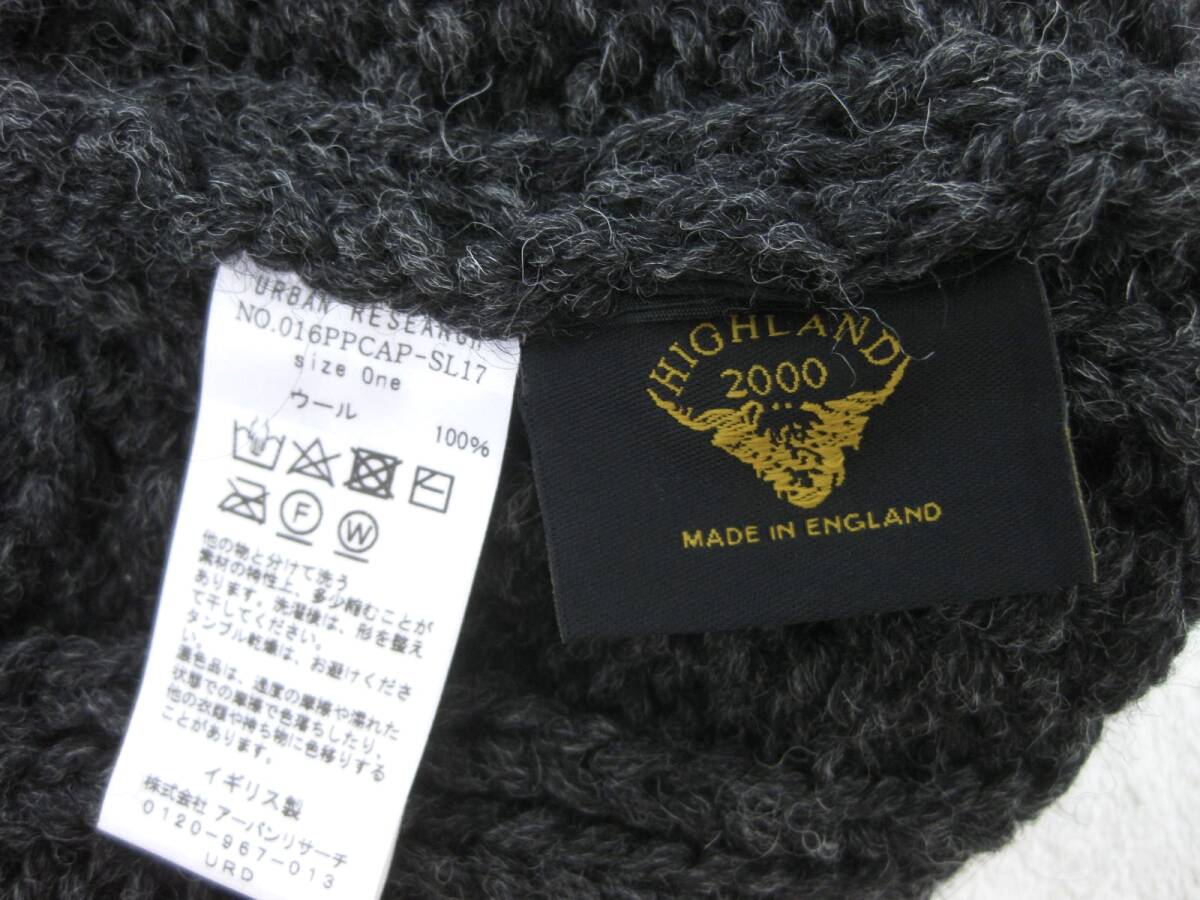 URBAN RESEARCH
NO.016PPCAP-SL17
size One
ウール
100%
F
W
他の物と分けて洗う
素材の特性上、多少縮むことが
あります。洗濯後は、形を整え
て干してください。
タンブル乾燥は、お避けくださ
い。
濃色品は、過度の摩擦や濡れた
状態での摩擦で色落ちしたり、
他の衣類や持ち物に色移りする
ことがあります。
イギリス製
株式会社 アーバンリサーチ
0120-967-013
URD
HIGHLAND
2000
MADE IN ENGLAND